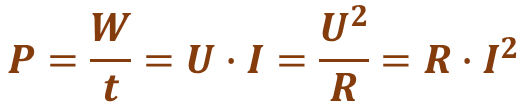 P = W/t = U · I = U²/R = R · I²